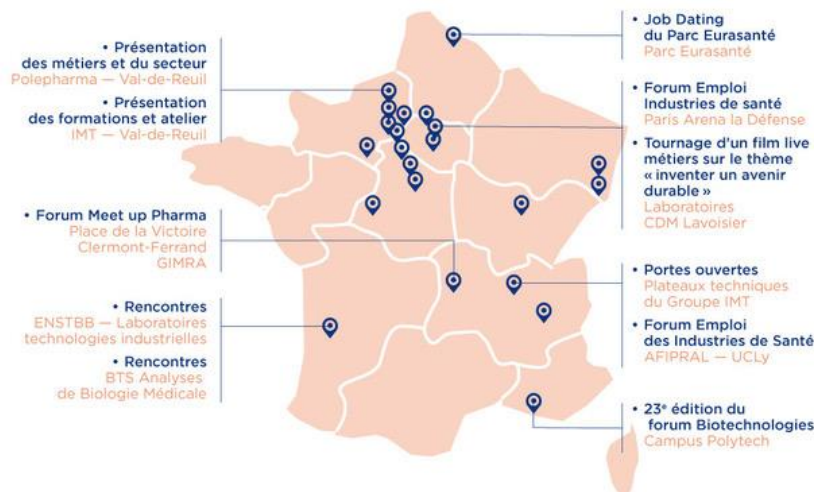 • Présentation
des métiers et du secteur
Polepharma — Val-de-Reuil
• Présentation
des formations et atelier
IMT — Val-de-Reuil
• Forum Meet up Pharma
Place de la Victoire
Clermont-Ferrand
GIMRA
• Rencontres
ENSTBB — Laboratoires
technologies industrielles
• Rencontres
BTS Analyses
de Biologie Médicale
• Job Dating
du Parc Eurasanté
Parc Eurasanté
• Forum Emploi
Industries de santé
Paris Arena la Défense
• Tournage d'un film live
métiers sur le thème
« inventer un avenir
durable »
Laboratoires
CDM Lavoisier
• Portes ouvertes
Plateaux techniques
du Groupe IMT
• Forum Emploi
des Industries de Santé
AFIPRAL — UCLy
• 23e édition du
forum Biotechnologies
Campus Polytech